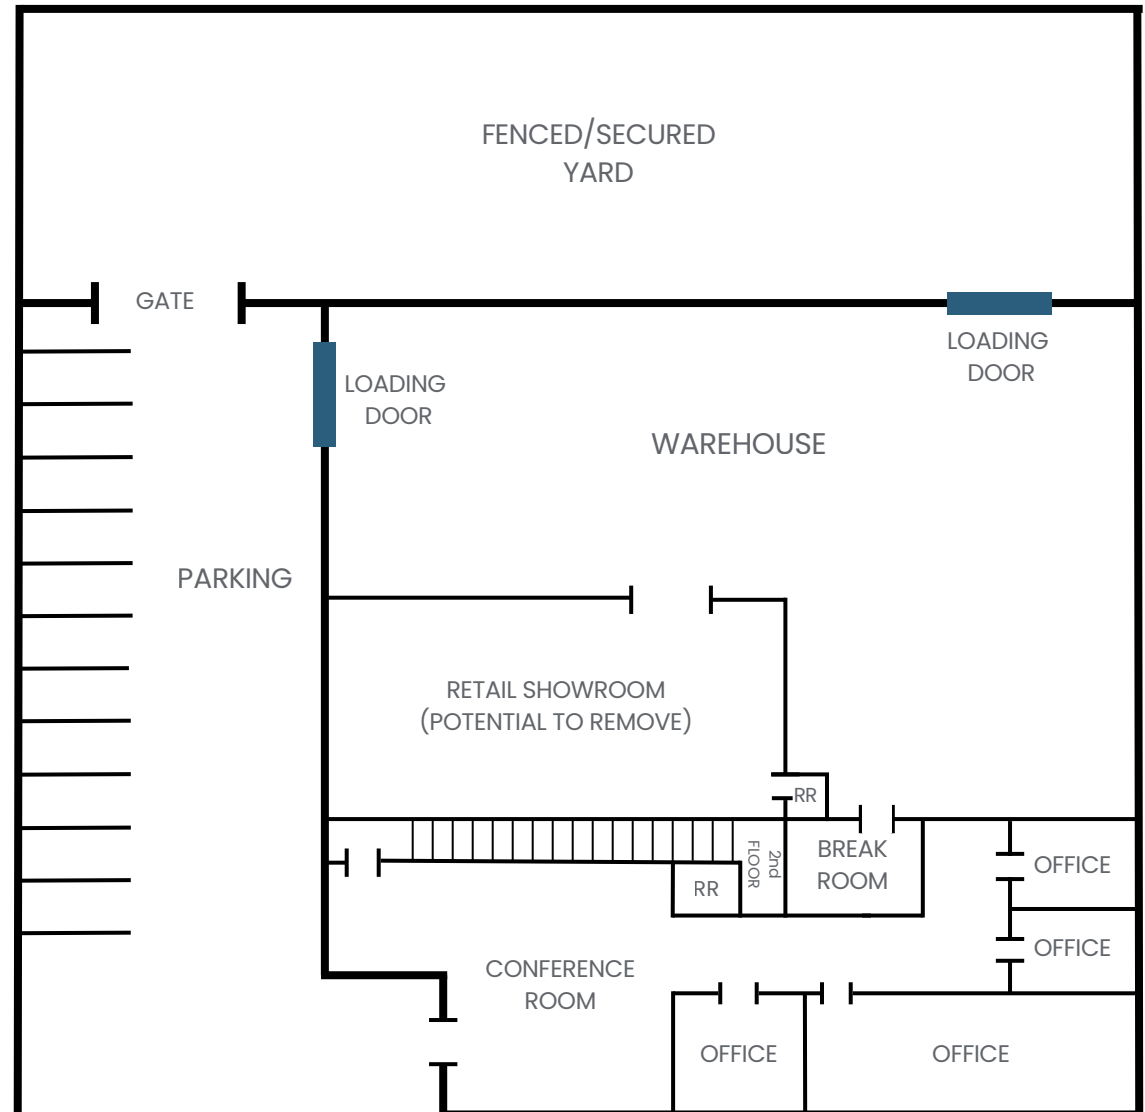 FENCED/SECURED
YARD
GATE
LOADING
DOOR
LOADING
DOOR
WAREHOUSE
PARKING
RETAIL SHOWROOM
(POTENTIAL TO REMOVE)
RR
2nd
FLOOR
BREAK
ROOM
OFFICE
RR
OFFICE
CONFERENCE
ROOM
OFFICE
OFFICE